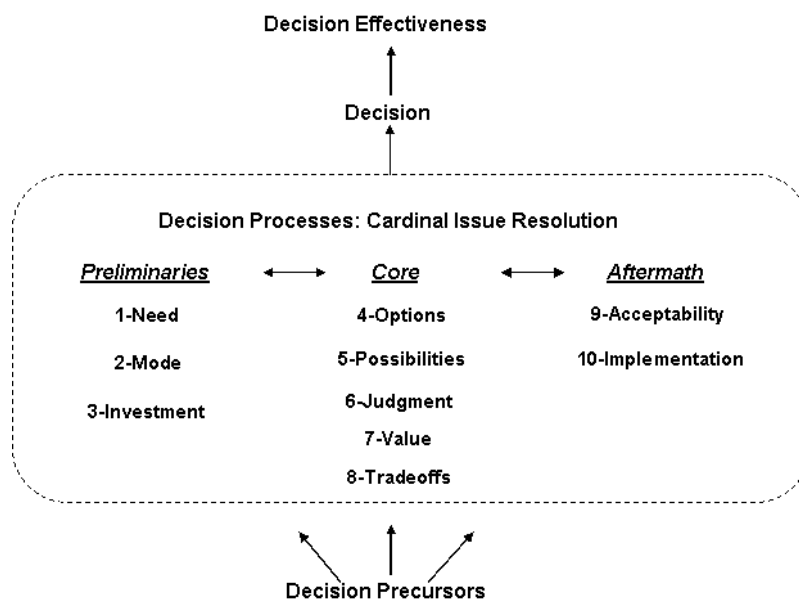 Decision Effectiveness
Decision
Decision Processes: Cardinal Issue Resolution
Preliminaries
Core
Aftermath
1-Need
4-Options
9-Acceptability
2-Mode
5-Possibilities
10-Implementation
3-Investment
6-Judgment
7-Value
8-Tradeoffs
Decision Precursors